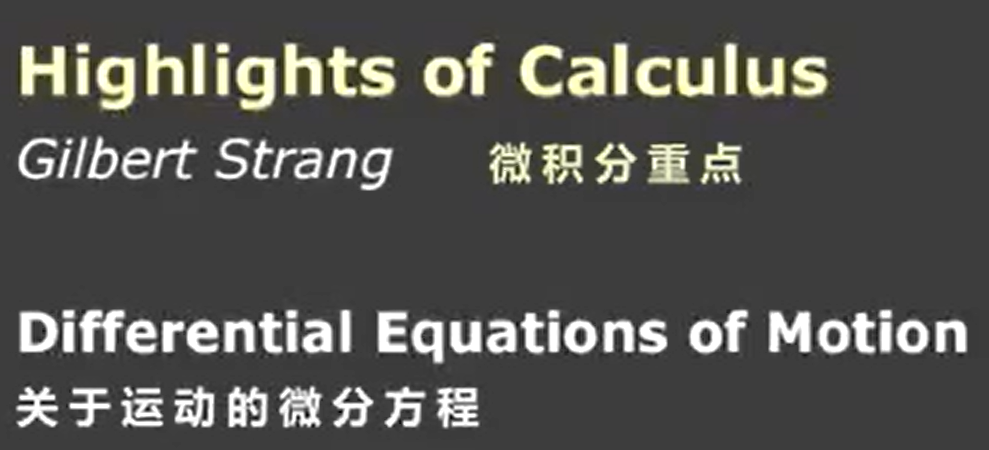 Highlights of Calculus
Gilbert Strang 微积分重点
Differential Equations of Motion
关于运动的微分方程